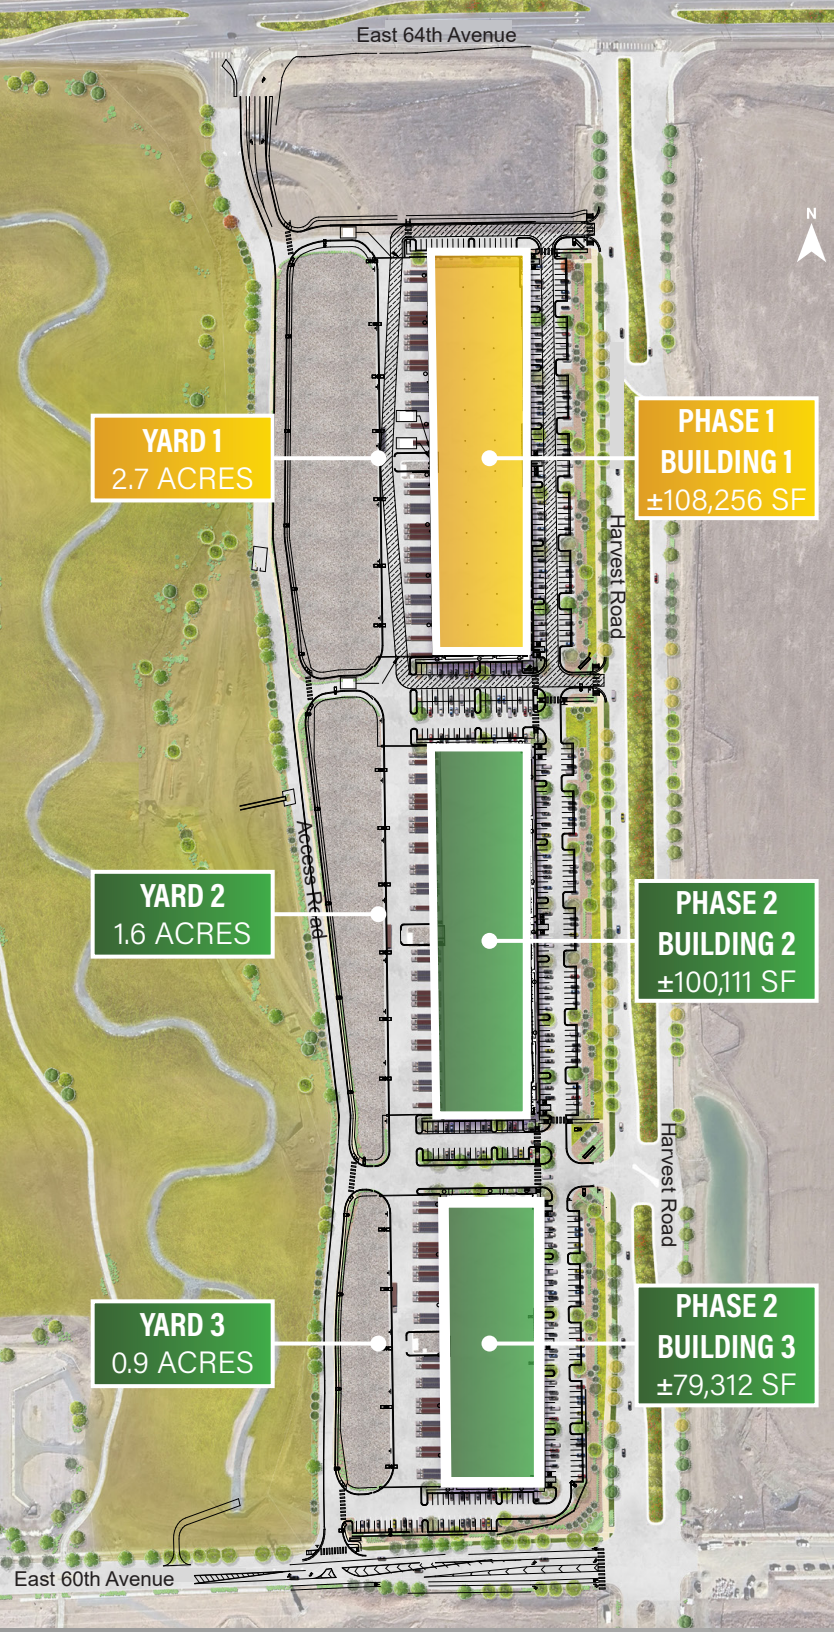 East 64th Avenue
N
YARD 1
2.7 ACRES
PHASE 1
BUILDING 1
±108,256 SF
Harvest Road
Access Road
YARD 2
1.6 ACRES
PHASE 2
BUILDING 2
±100,111 SF
Harvest Road
YARD 3
0.9 ACRES
PHASE 2
BUILDING 3
±79,312 SF
East 60th Avenue